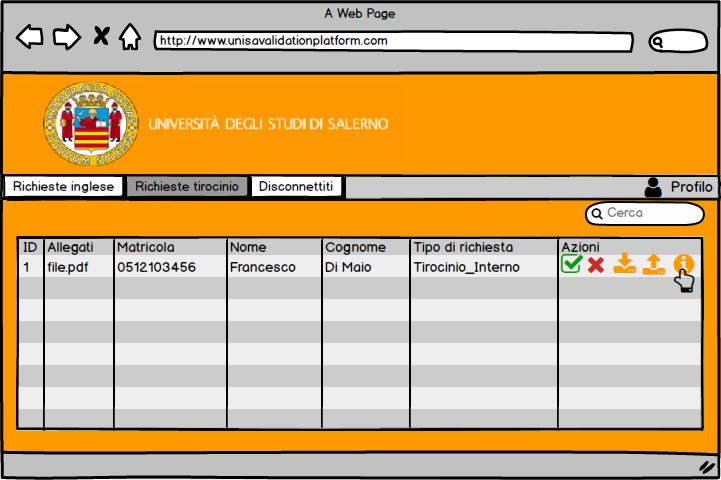 A Web Page
http://www.unisavalidationplatform.com
UNIVERSITÀ DEGLI STUDI DI SALERNO
Richieste inglese Richieste tirocinio Disconnettiti Profilo
Cerca
ID Allegati Matricola Nome Cognome Tipo di richiesta Azioni
1 file.pdf 0512103456 Francesco Di Maio Tirocinio_Interno